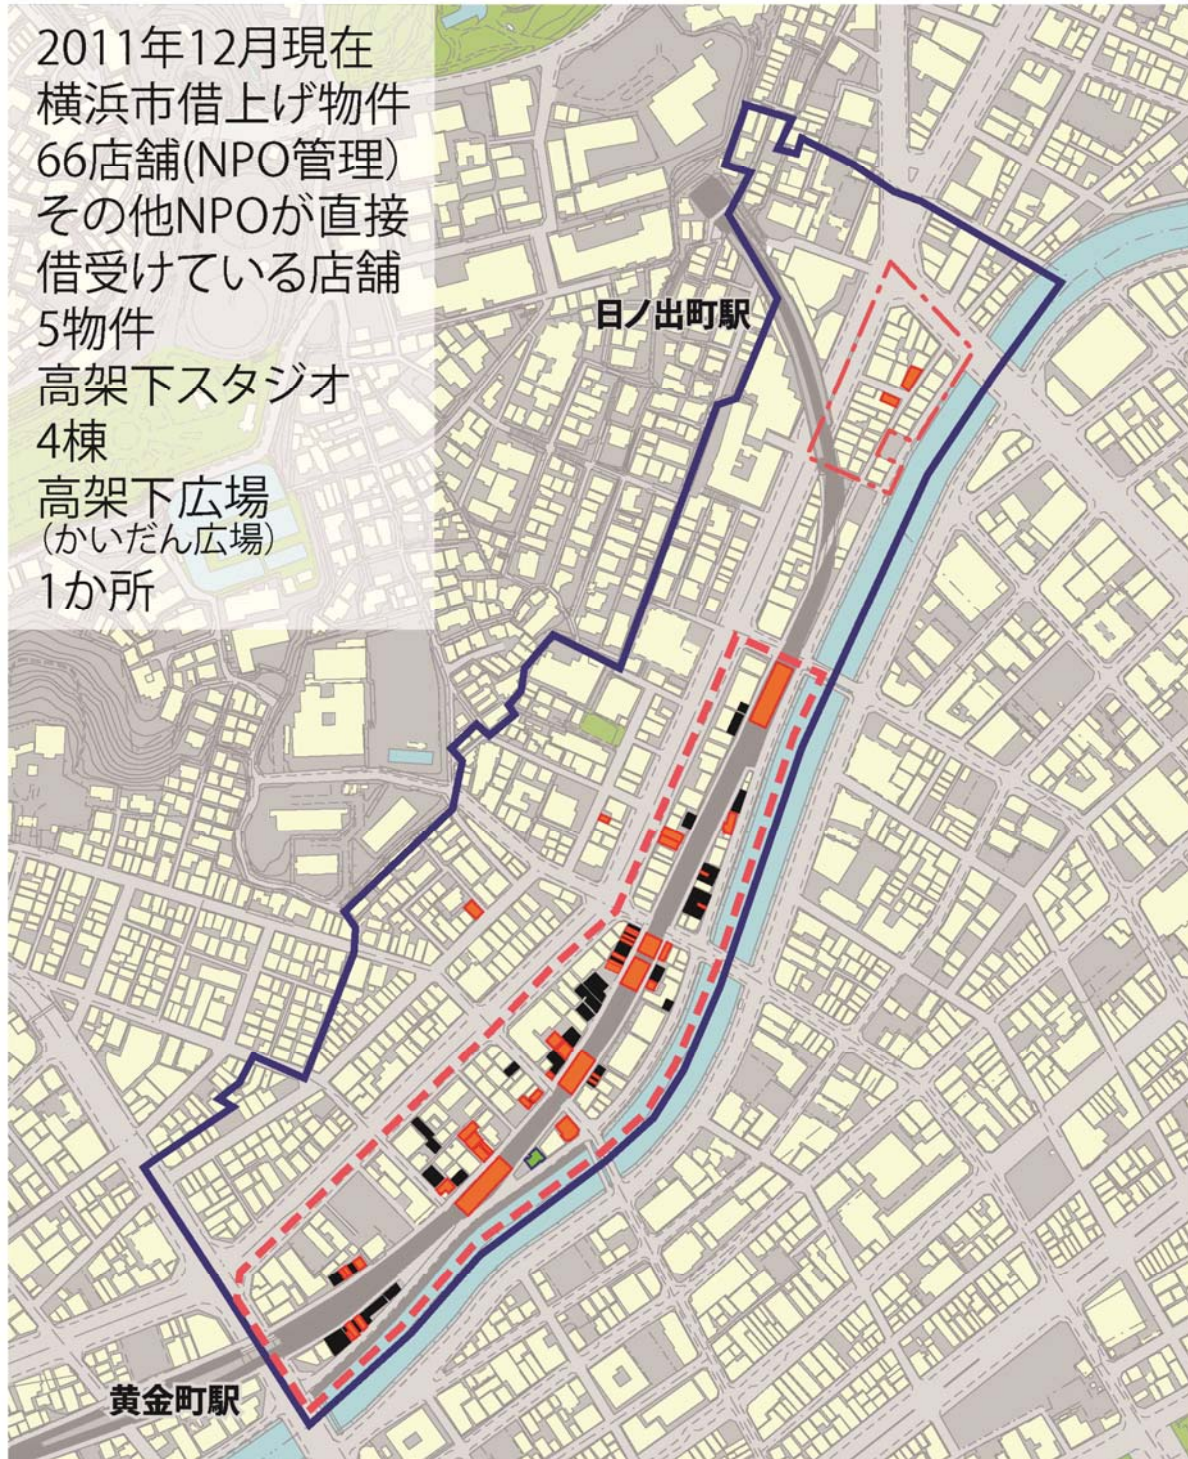 2011年12月現在
横浜市借上げ物件
66店舗(NPO管理)
その他NPOが直接
借受けている店舗
5物件
高架下スタジオ
4棟
高架下広場
(かいだん広場)
1か所
日ノ出町駅
黄金町駅